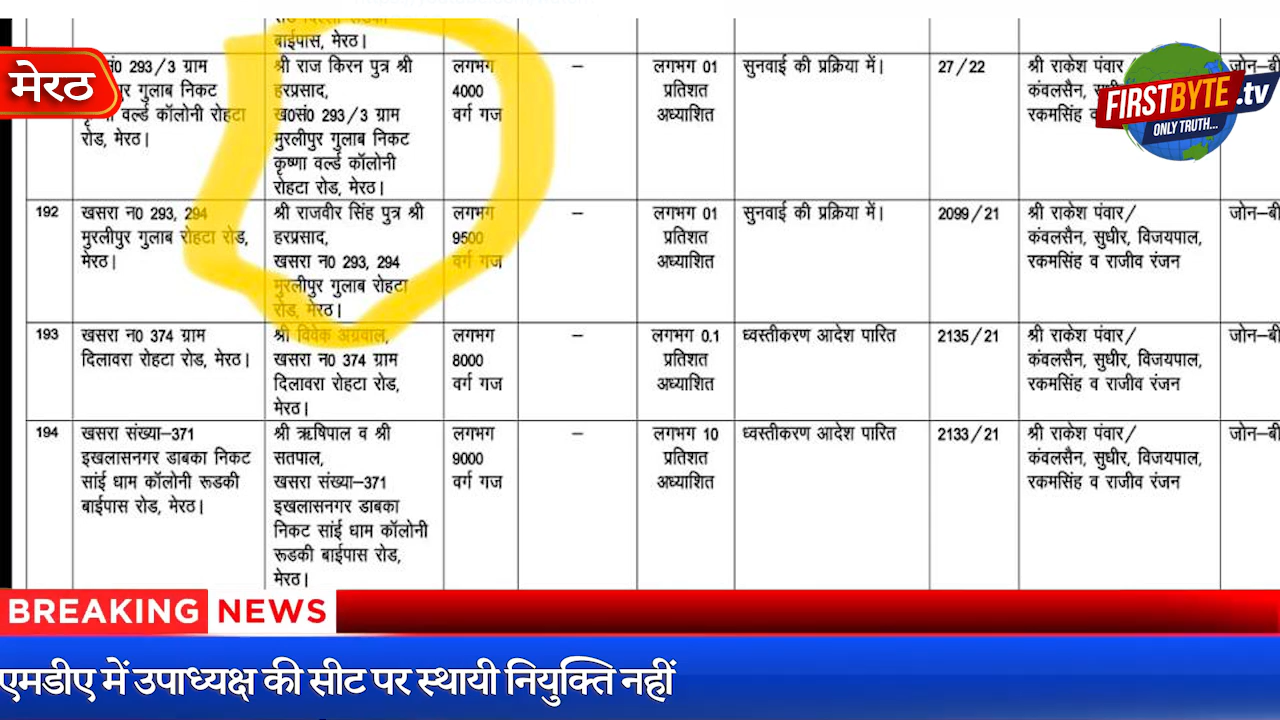 बाईपास, मेरठ।
मेरठ
293/3 ग्राम
गुलाब निकट
वर्ल्ड कॉलोनी रोहटा
रोड, मेरठ।
श्री राज किरन पुत्र श्री
हरप्रसाद,
ख0सं0 293/3 ग्राम
मुरलीपुर गुलाब निकट
कृष्णा वर्ल्ड कॉलोनी
रोहटा रोड, मेरठ।
लगभग
4000
वर्ग गज
–
लगभग 01
प्रतिशत
अध्याशित
सुनवाई की प्रक्रिया में।
27/22
श्री राकेश पंवार/
कंवलसैन,
रकमसिंह व
जोन–बी
FIRSTBYTE.tv
ONLY TRUTH...
192
खसरा न0 293, 294
मुरलीपुर गुलाब रोहटा रोड,
मेरठ।
श्री राजवीर सिंह पुत्र श्री
हरप्रसाद,
खसरा न0 293, 294
मुरलीपुर गुलाब रोहटा
रोड, मेरठ।
लगभग
9500
वर्ग गज
–
लगभग 01
प्रतिशत
अध्याशित
सुनवाई की प्रक्रिया में।
2099/21
श्री राकेश पंवार/
कंवलसैन, सुधीर, विजयपाल,
रकमसिंह व राजीव रंजन
जोन–बी
193
खसरा न0 374 ग्राम
दिलावरा रोहटा रोड, मेरठ।
श्री विवेक अग्रवाल,
खसरा न0 374 ग्राम
दिलावरा रोहटा रोड,
मेरठ।
लगभग
8000
वर्ग गज
–
लगभग 0.1
प्रतिशत
अध्याशित
ध्वस्तीकरण आदेश पारित
2135/21
श्री राकेश पंवार/
कंवलसैन, सुधीर, विजयपाल,
रकमसिंह व राजीव रंजन
जोन–बी
194
खसरा संख्या–371
इखलासनगर डाबका निकट
सांई धाम कॉलोनी रूडकी
बाईपास रोड, मेरठ।
श्री ऋषिपाल व श्री
सतपाल,
खसरा संख्या–371
इखलासनगर डाबका
निकट सांई धाम कॉलोनी
रूडकी बाईपास रोड,
मेरठ।
लगभग
9000
वर्ग गज
–
लगभग 10
प्रतिशत
अध्याशित
ध्वस्तीकरण आदेश पारित
2133/21
श्री राकेश पंवार/
कंवलसैन, सुधीर, विजयपाल,
रकमसिंह व राजीव रंजन
जोन–बी
BREAKING NEWS
एमडीए में उपाध्यक्ष की सीट पर स्थायी नियुक्ति नहीं